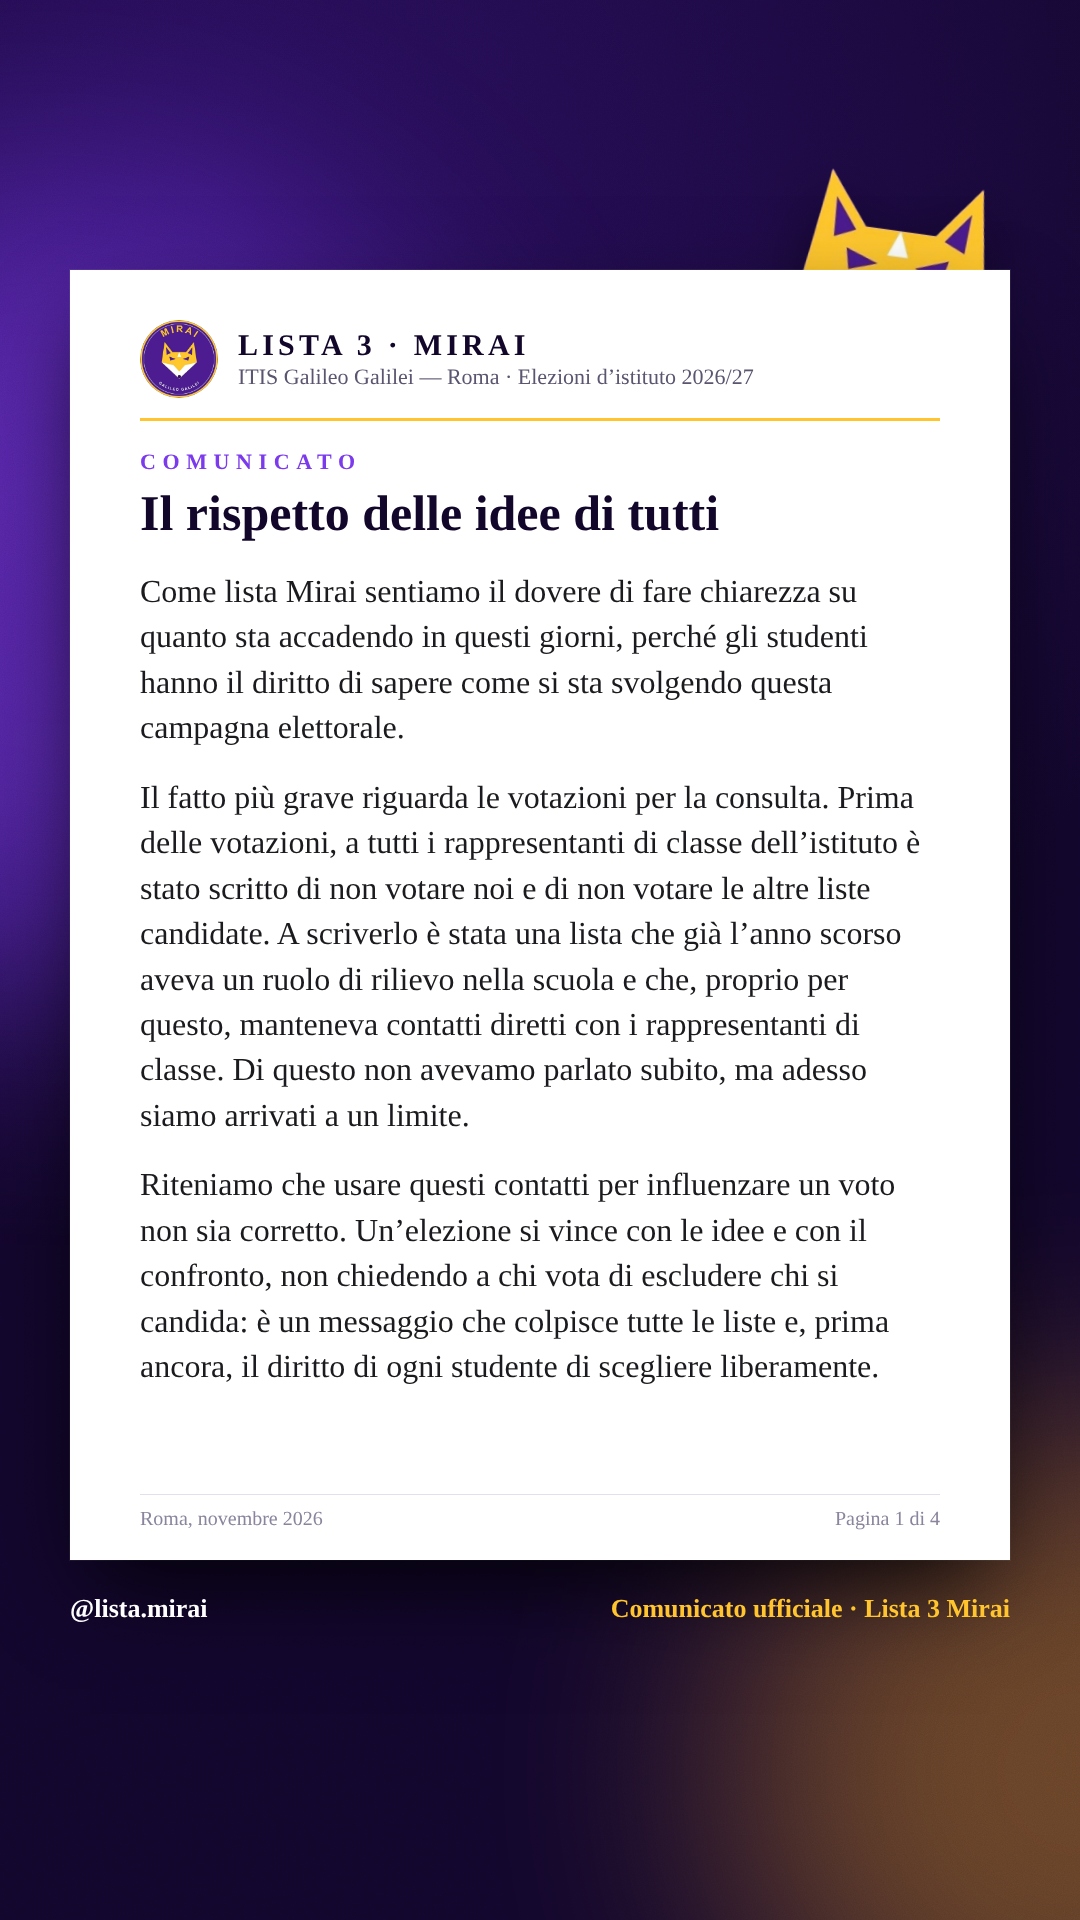 MIRAI
GALILEO GALILEI
LISTA 3 · MIRAI
ITIS Galileo Galilei — Roma · Elezioni d’istituto 2026/27
COMUNICATO
Il rispetto delle idee di tutti
Come lista Mirai sentiamo il dovere di fare chiarezza su
quanto sta accadendo in questi giorni, perché gli studenti
hanno il diritto di sapere come si sta svolgendo questa
campagna elettorale.
Il fatto più grave riguarda le votazioni per la consulta. Prima
delle votazioni, a tutti i rappresentanti di classe dell’istituto è
stato scritto di non votare noi e di non votare le altre liste
candidate. A scriverlo è stata una lista che già l’anno scorso
aveva un ruolo di rilievo nella scuola e che, proprio per
questo, manteneva contatti diretti con i rappresentanti di
classe. Di questo non avevamo parlato subito, ma adesso
siamo arrivati a un limite.
Riteniamo che usare questi contatti per influenzare un voto
non sia corretto. Un’elezione si vince con le idee e con il
confronto, non chiedendo a chi vota di escludere chi si
candida: è un messaggio che colpisce tutte le liste e, prima
ancora, il diritto di ogni studente di scegliere liberamente.
Roma, novembre 2026
Pagina 1 di 4
@lista.mirai
Comunicato ufficiale · Lista 3 Mirai